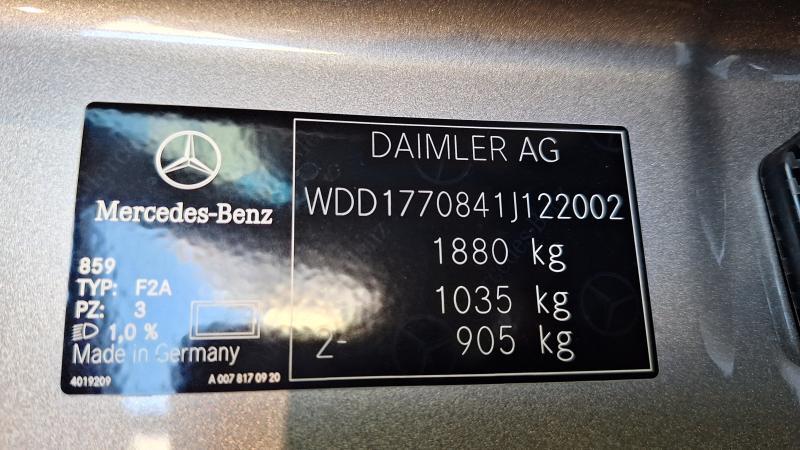 Mercedes-Benz
859
TYP: F2A
PZ: 3
1,0 %
Made in Germany
4019209
A 007 817 09 20
DAIMLER AG
WDD1770841J122002
1880 kg
1035 kg
2- 905 kg